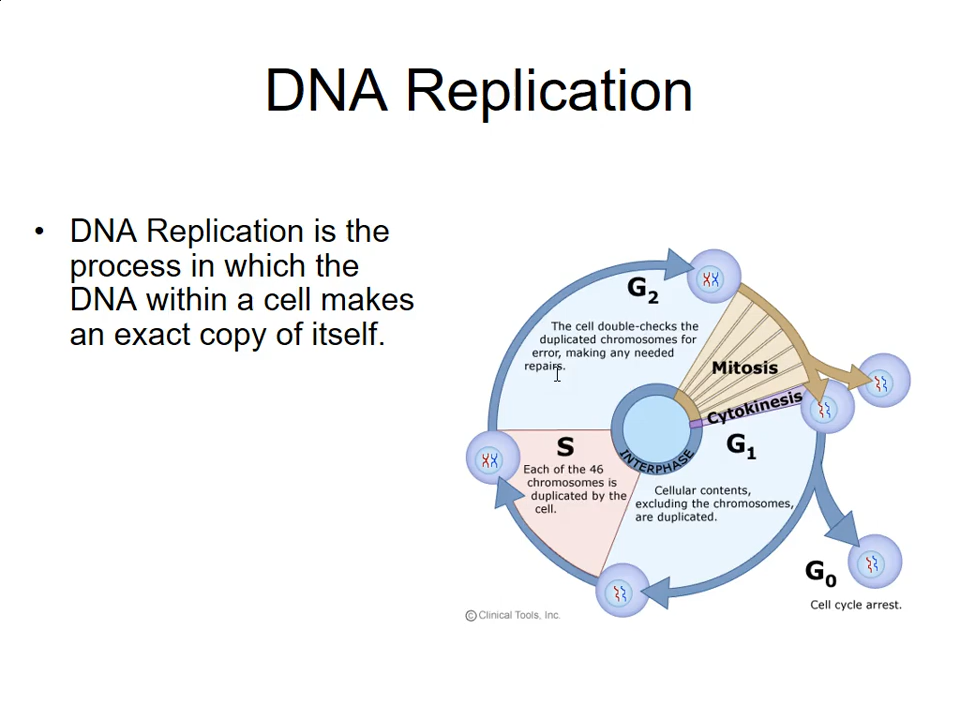 DNA Replication
• DNA Replication is the
process in which the
DNA within a cell makes
an exact copy of itself.
G2
The cell double-checks the
duplicated chromosomes for
error, making any needed
repairs.
Mitosis
Cytokinesis
S
Each of the 46
chromosomes is
duplicated by the
cell.
INTERPHASE
G1
Cellular contents,
excluding the chromosomes,
are duplicated.
G0
Cell cycle arrest.
© Clinical Tools, Inc.